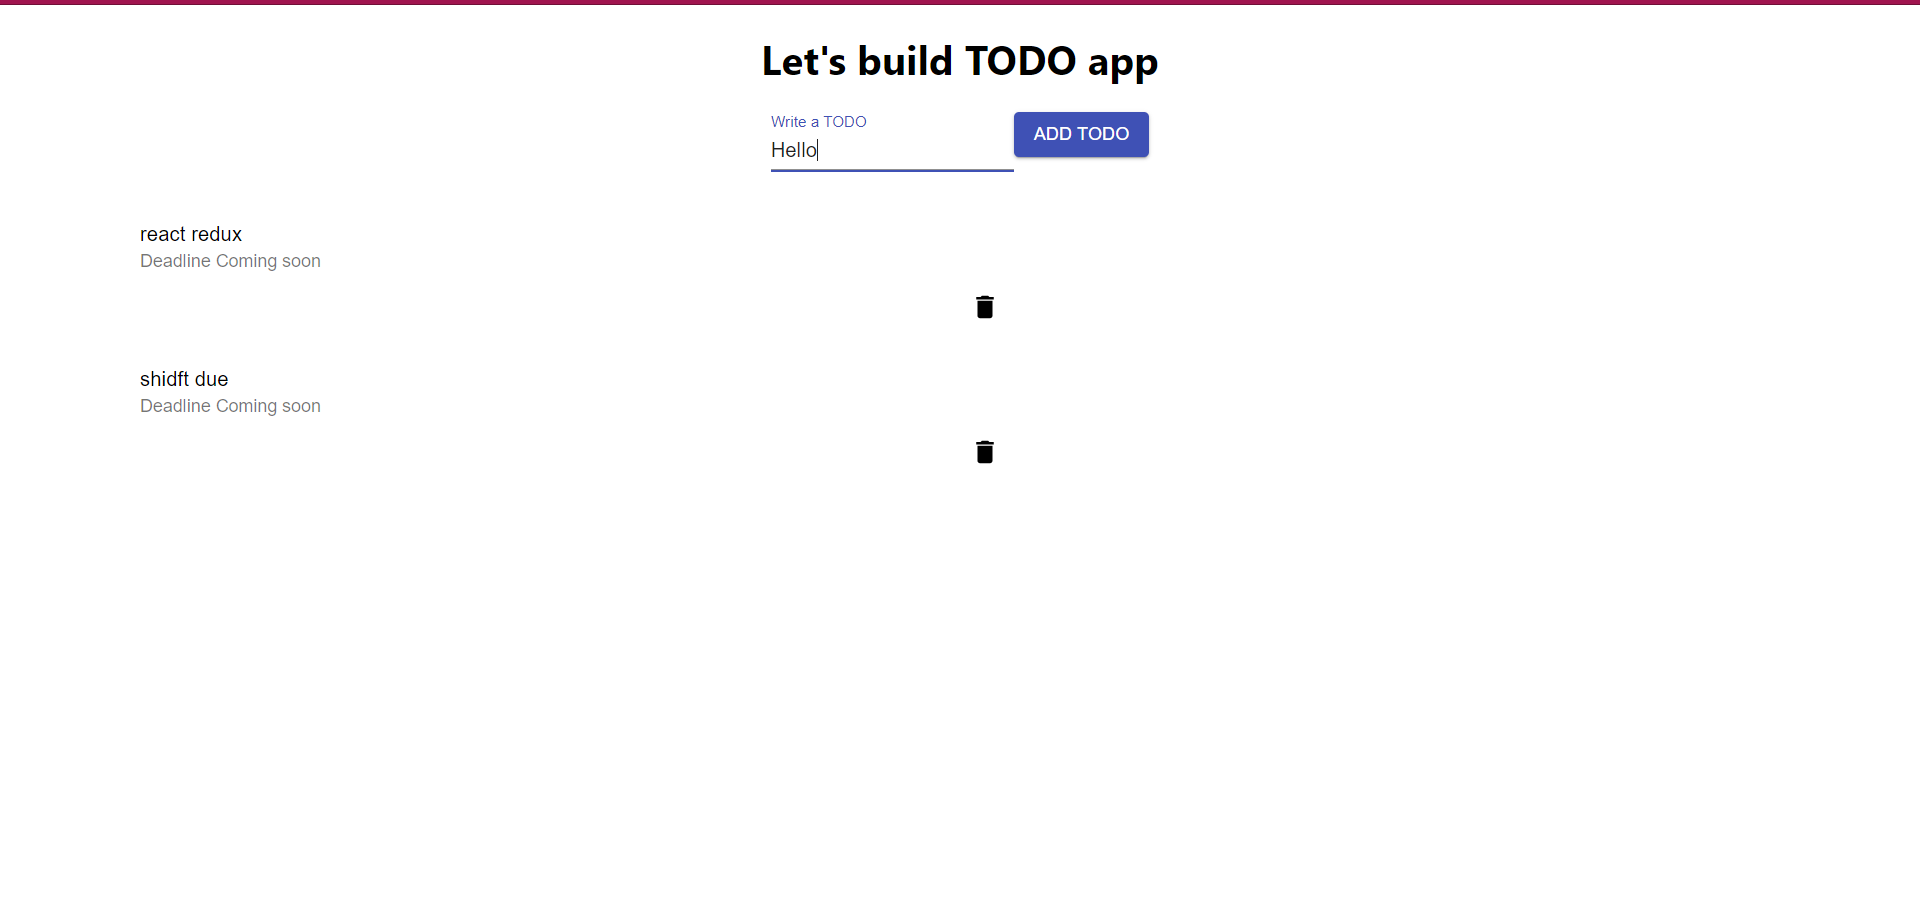 Let's build TODO app
Write a TODO
Hello
ADD TODO
react redux
Deadline Coming soon
shidft due
Deadline Coming soon